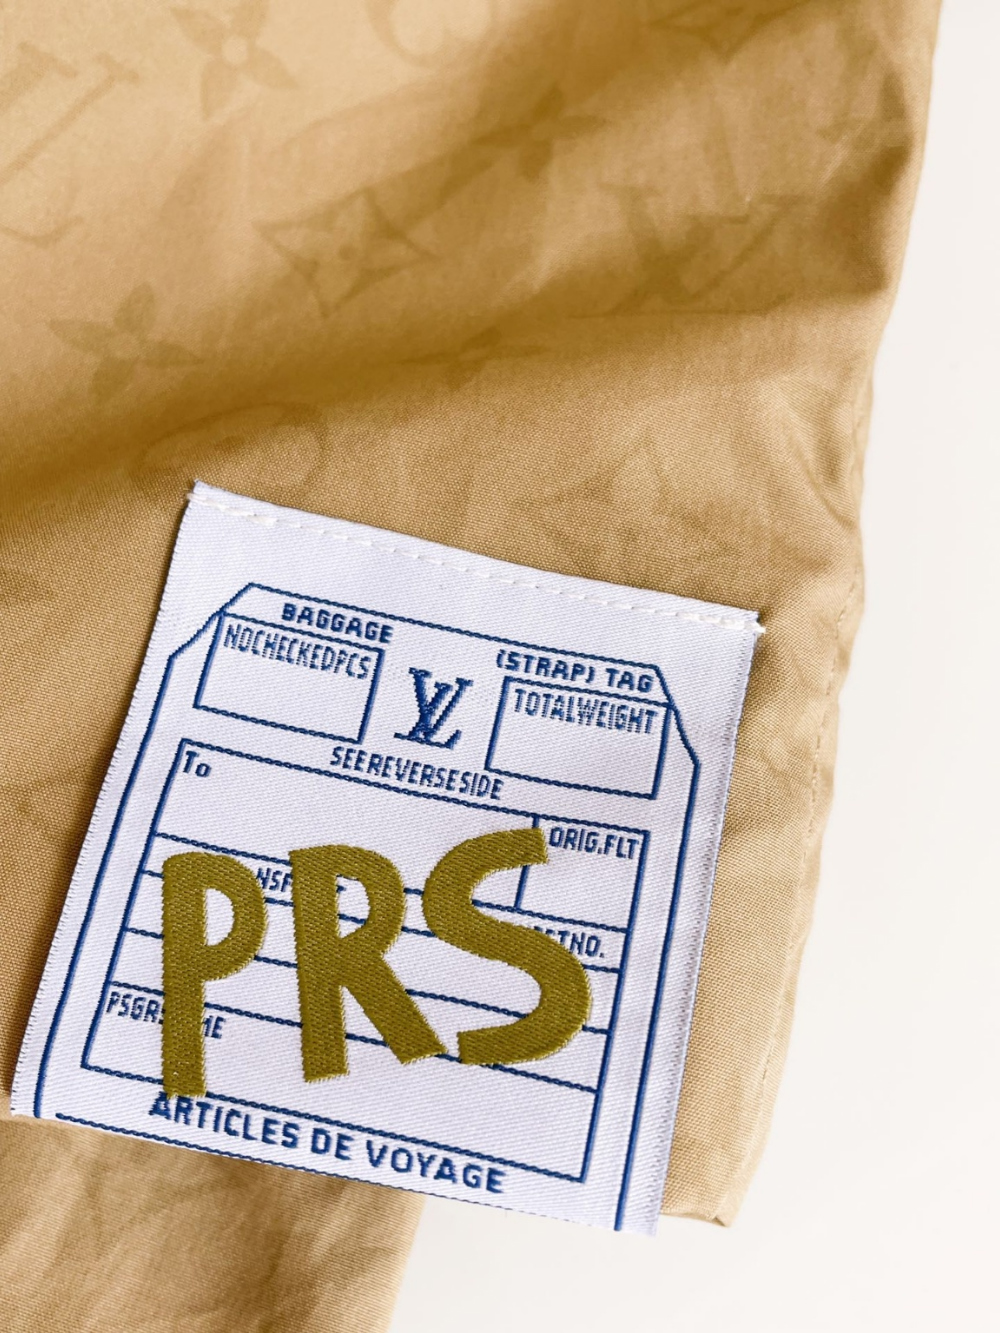 BAGGAGE
(STRAP) TAG
NOCHECKEDPCS
LV
TOTALWEIGHT
SEEREVERSESIDE
To
ORIG.FLT
PRS
ARTICLES DE VOYAGE